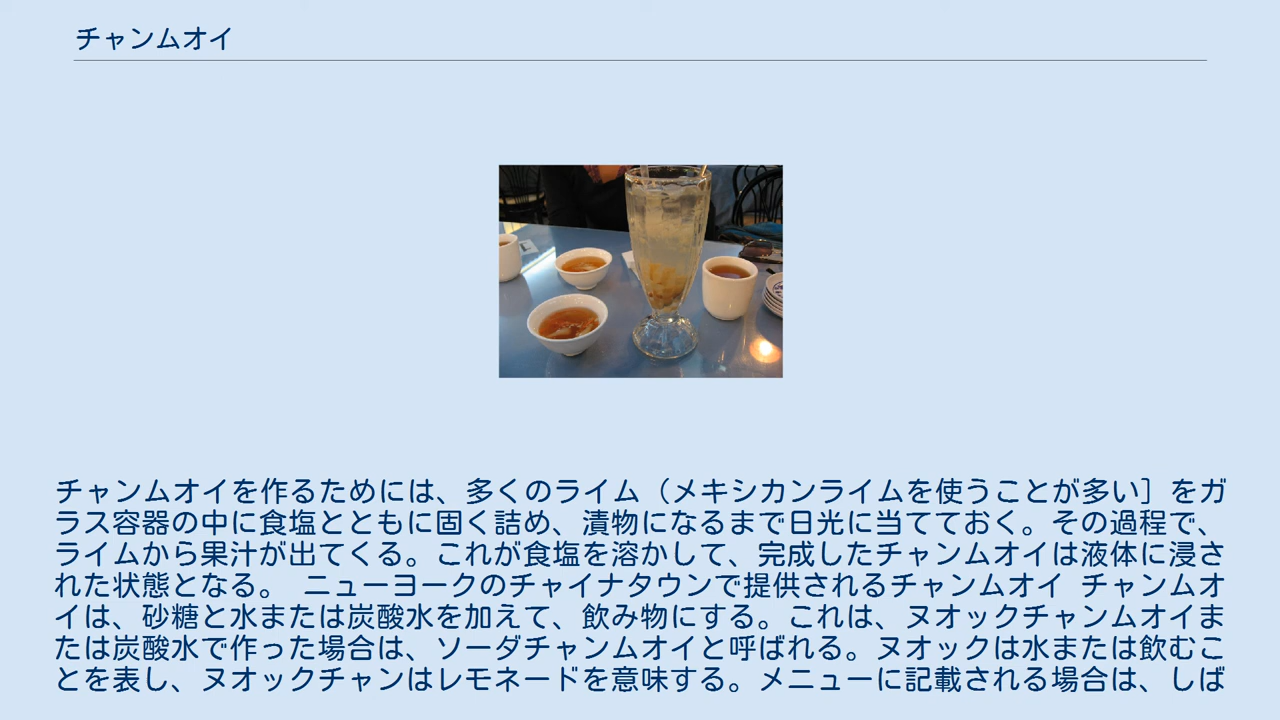 チャンムオイ
チャンムオイを作るためには、多くのライム（メキシカンライムを使うことが多い］をガ
ラス容器の中に食塩とともに固く詰め、漬物になるまで日光に当てておく。その過程で、
ライムから果汁が出てくる。これが食塩を溶かして、完成したチャンムオイは液体に浸さ
れた状態となる。 ニューヨークのチャイナタウンで提供されるチャンムオイ チャンムオ
イは、砂糖と水または炭酸水を加えて、飲み物にする。これは、ヌオックチャンムオイま
たは炭酸水で作った場合は、ソーダチャンムオイと呼ばれる。ヌオックは水または飲むこ
とを表し、ヌオックチャンはレモネードを意味する。メニューに記載される場合は、しば